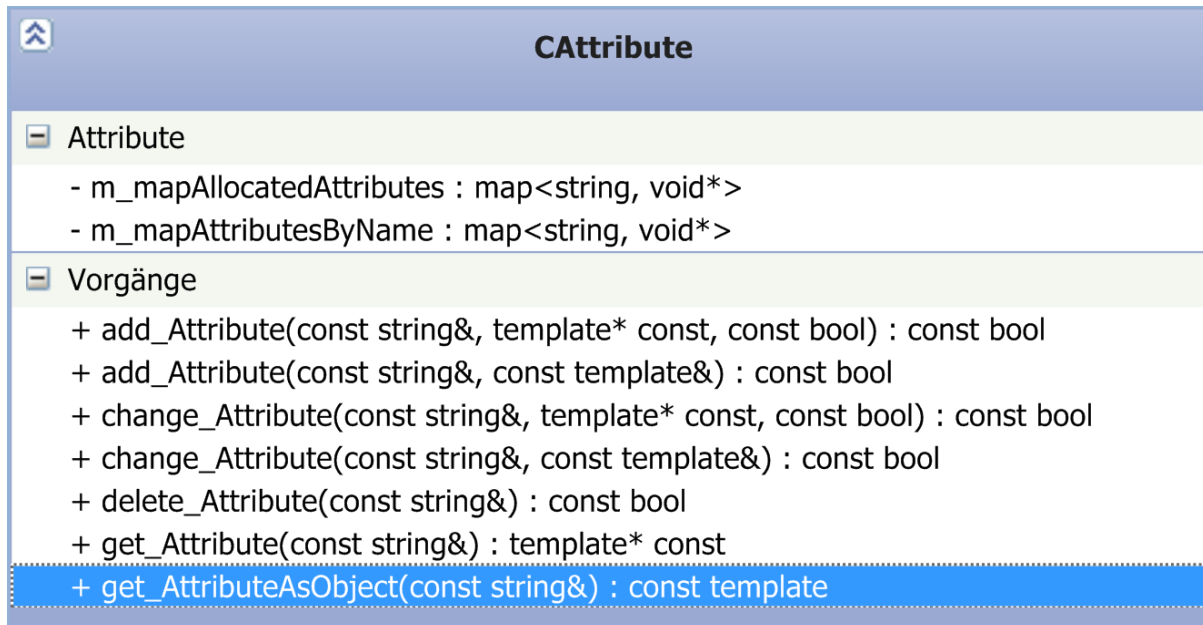 CAttribute
Attribute
- m_mapAllocatedAttributes : map<string, void*>
- m_mapAttributesByName : map<string, void*>
Vorgänge
+ add_Attribute(const string&, template* const, const bool) : const bool
+ add_Attribute(const string&, const template&) : const bool
+ change_Attribute(const string&, template* const, const bool) : const bool
+ change_Attribute(const string&, const template&) : const bool
+ delete_Attribute(const string&) : const bool
+ get_Attribute(const string&) : template* const
+ get_AttributeAsObject(const string&) : const template